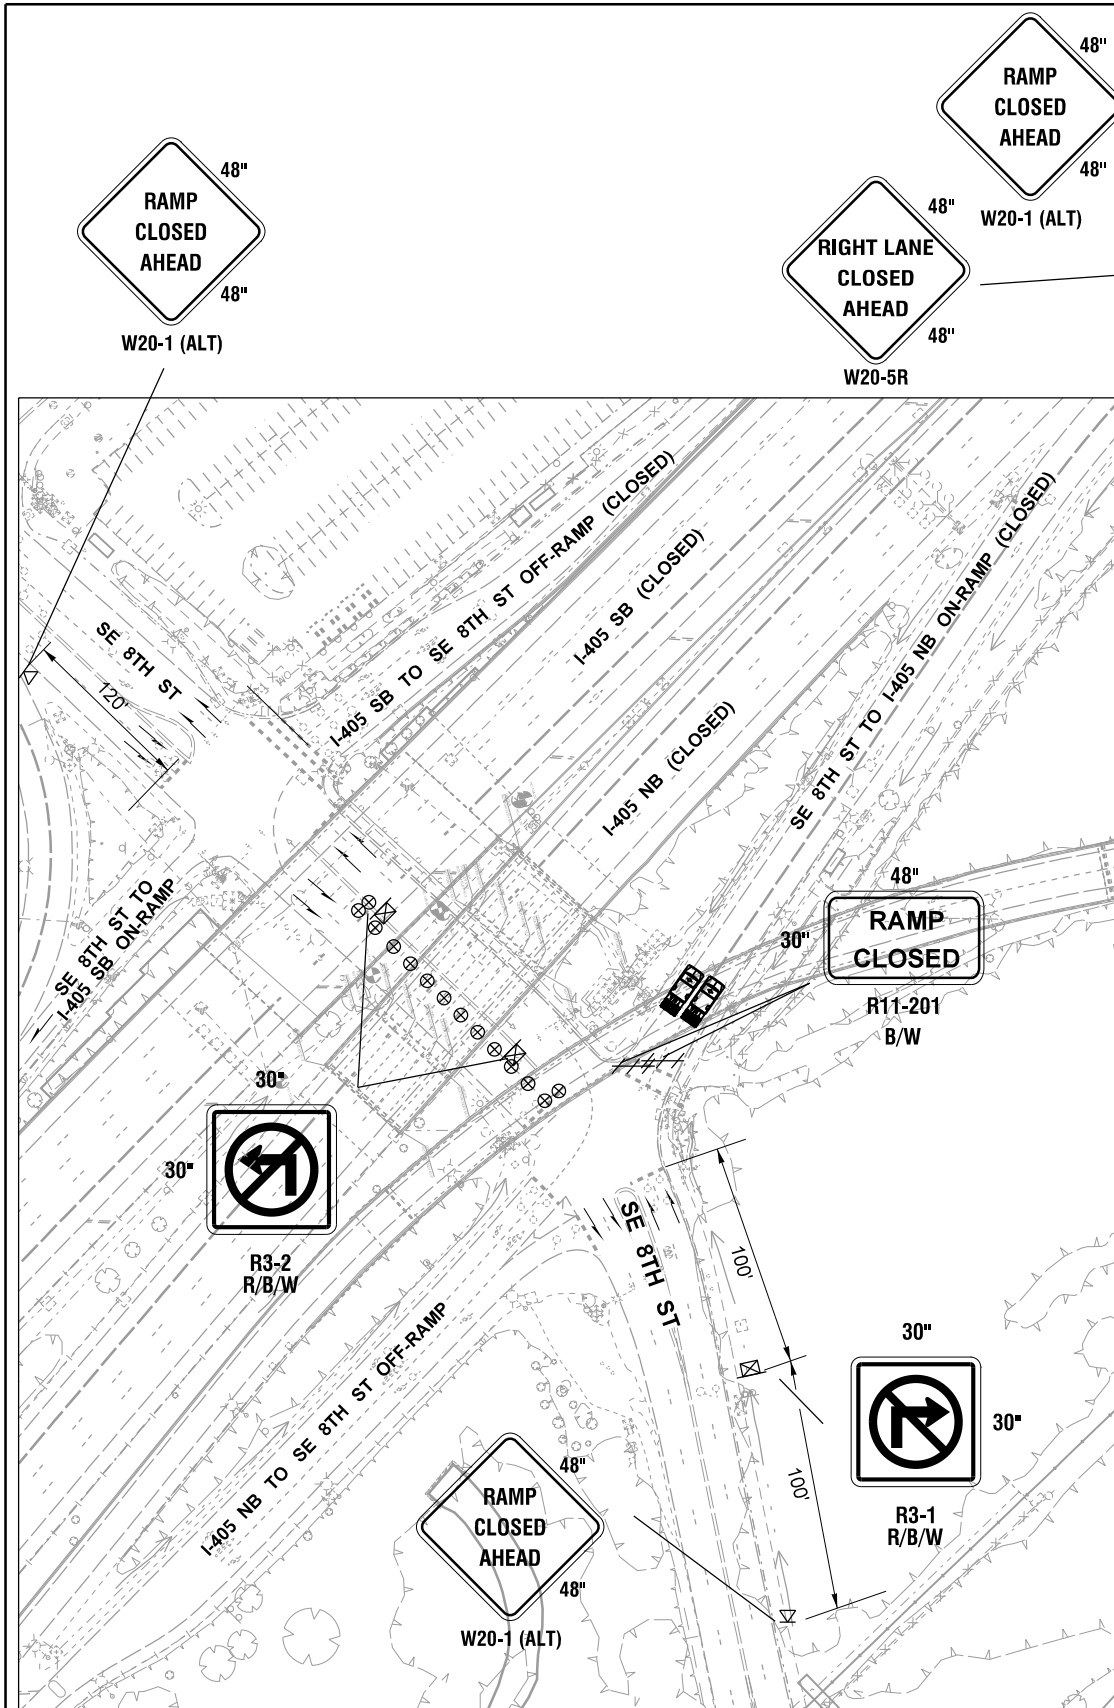 RAMP
CLOSED
AHEAD
48"
48"
W20-1 (ALT)
RAMP
CLOSED
AHEAD
48"
48"
W20-1 (ALT)
RIGHT LANE
CLOSED
AHEAD
48"
48"
W20-5R
I-405 SB TO SE 8TH ST OFF-RAMP (CLOSED)
I-405 SB (CLOSED)
I-405 NB (CLOSED)
SE 8TH ST TO I-405 NB ON-RAMP (CLOSED)
SE 8TH ST
120'
SE 8TH ST TO
I-405 SB ON-RAMP
48"
30"
RAMP
CLOSED
R11-201
B/W
30"
30"
R3-2
R/B/W
SE 8TH ST
100'
100'
I-405 NB TO SE 8TH ST OFF-RAMP
30"
30"
R3-1
R/B/W
RAMP
CLOSED
AHEAD
48"
48"
W20-1 (ALT)